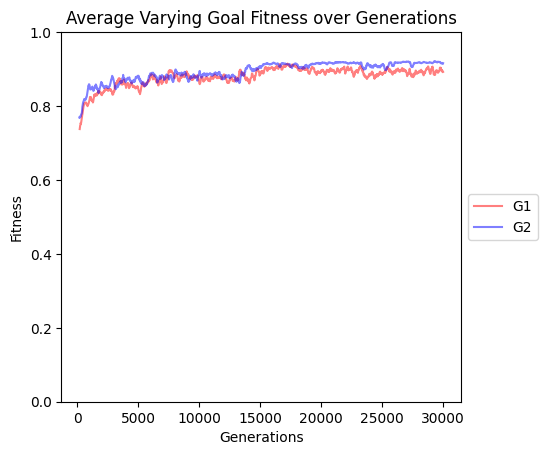 Average Varying Goal Fitness over Generations
1.0
0.8
0.6
0.4
0.2
0.0
Fitness
0 5000 10000 15000 20000 25000 30000
Generations
G1
G2